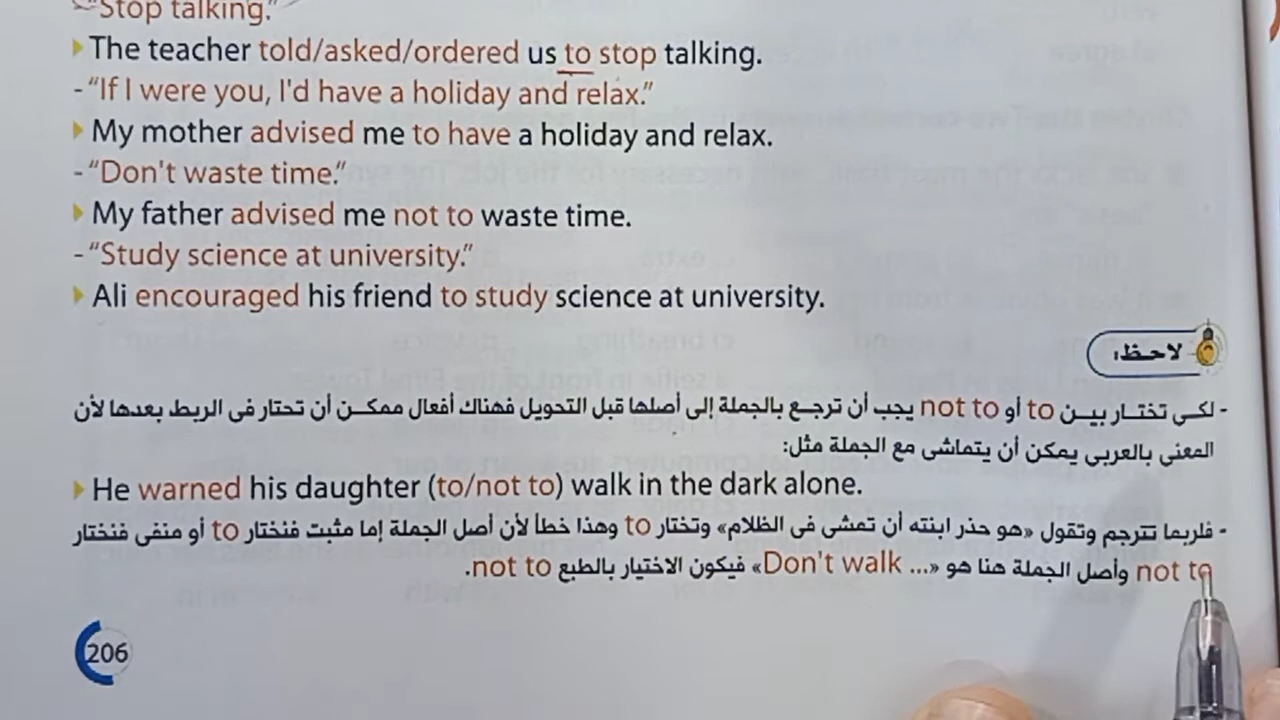 - "Stop talking."
The teacher told/asked/ordered us to stop talking.
- "If I were you, I'd have a holiday and relax."
My mother advised me to have a holiday and relax.
- "Don't waste time."
My father advised me not to waste time.
- "Study science at university."
Ali encouraged his friend to study science at university.
لاحظ:
- لكى تختار بين to أو not to يجب أن ترجع بالجملة إلى أصلها قبل التحويل فهناك أفعال ممكن أن تحتار فى الربط بعدها لأن
المعنى بالعربي يمكن أن يتماشى مع الجملة مثل:
He warned his daughter (to/not to) walk in the dark alone.
- فلربما تترجم وتقول «هو حذر ابنته أن تمشى فى الظلام» وتختار to وهذا خطأ لأن أصل الجملة إما مثبت فنختار to أو منفى فنختار
not to وأصل الجملة هنا هو «... Don't walk» فيكون الاختيار بالطبع not to.
206